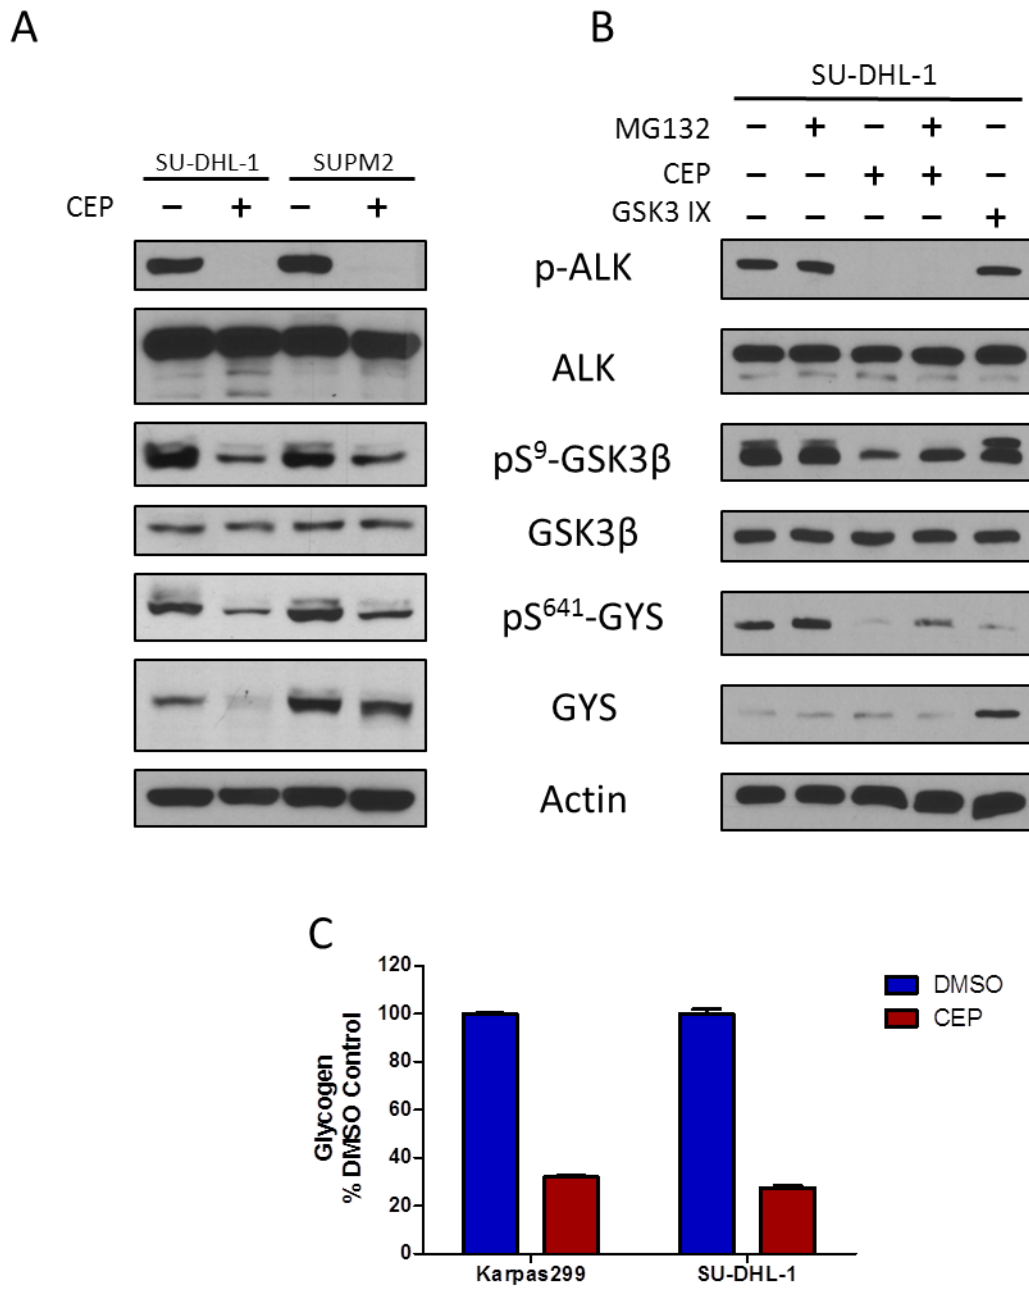 A
B
SU-DHL-1
MG132 – + – + –
SU-DHL-1 SUPM2
CEP – – + + –
CEP – + – +
GSK3 IX – – – – +
p-ALK
ALK
pS⁹-GSK3β
GSK3β
pS⁶⁴¹-GYS
GYS
Actin
C
Glycogen
% DMSO Control
120
100
80
60
40
20
0
Karpas299 SU-DHL-1
DMSO
CEP